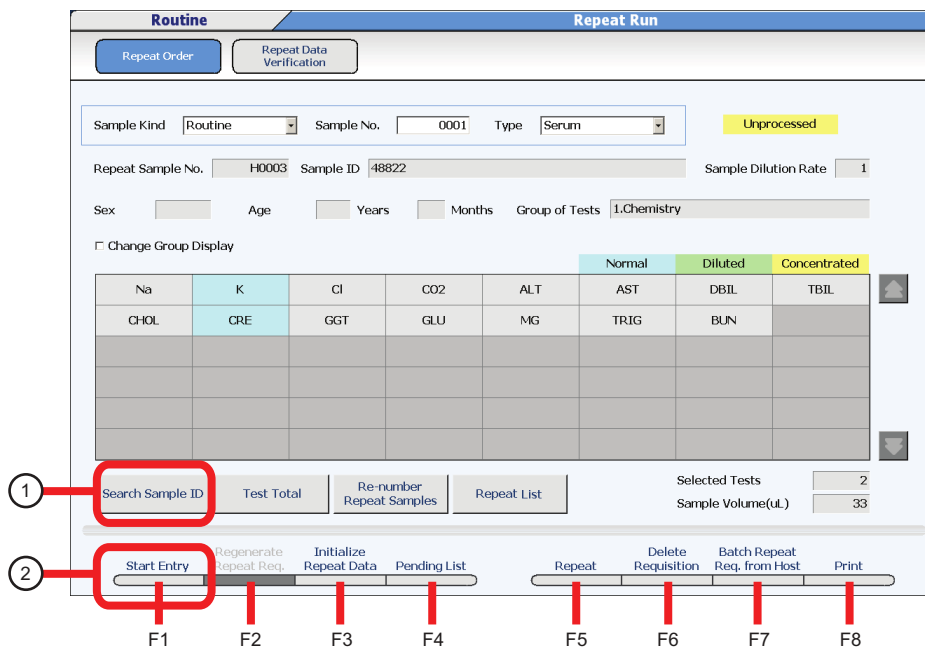 Routine
Repeat Run
Repeat Order
Repeat Data
Verification
Sample Kind Routine Sample No. 0001 Type Serum Unprocessed
Repeat Sample No. H0003 Sample ID 48822 Sample Dilution Rate 1
Sex Age Years Months Group of Tests 1.Chemistry
Change Group Display
Normal Diluted Concentrated
Na K Cl CO2 ALT AST DBIL TBIL
CHOL CRE GGT GLU MG TRIG BUN
1
Search Sample ID
Test Total
Re-number
Repeat Samples
Repeat List
Selected Tests 2
Sample Volume(uL) 33
2
Start Entry
Regenerate
Repeat Req.
Initialize
Repeat Data
Pending List
Repeat
Delete
Requisition
Batch Repeat
Req. from Host
Print
F1 F2 F3 F4 F5 F6 F7 F8